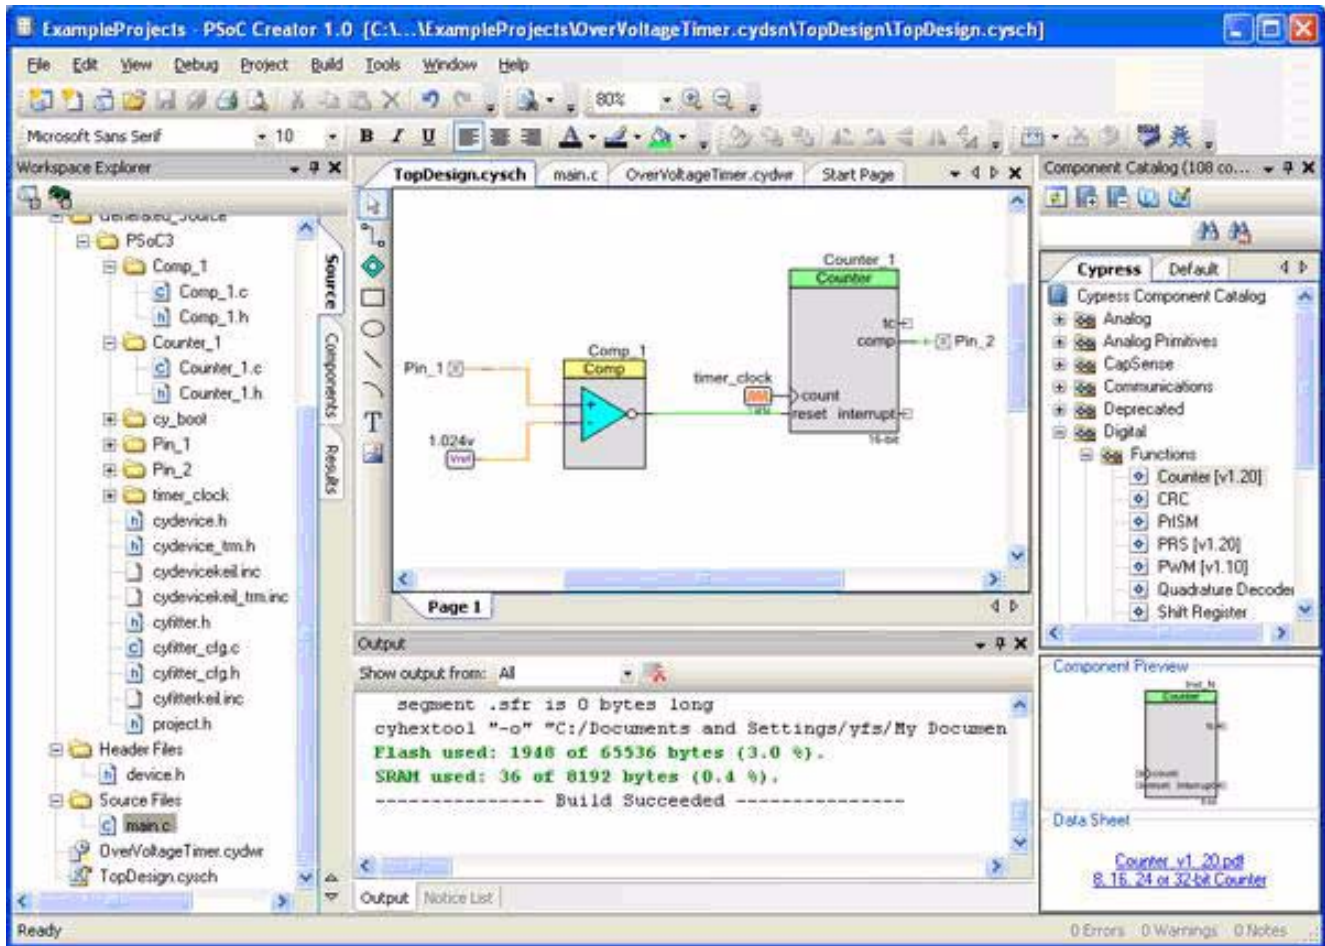 ExampleProjects - PSoC Creator 1.0 [C:\...\ExampleProjects\OverVoltageTimer.cydsn\TopDesign\TopDesign.cysch]
File Edit View Debug Project Build Tools Window Help
80%
Microsoft Sans Serif 10 B I U A
Workspace Explorer
Generated_Source
PSoC3
Comp_1
Comp_1.c
Comp_1.h
Counter_1
Counter_1.c
Counter_1.h
cy_boot
Pin_1
Pin_2
timer_clock
cydevice.h
cydevice_trm.h
cydevicekeil.inc
cydevicekeil_trm.inc
cyfitter.h
cyfitter_cfg.c
cyfitter_cfg.h
cyfitterkeil.inc
project.h
Header Files
device.h
Source Files
main.c
OverVoltageTimer.cydwr
TopDesign.cysch
Source
Components
Results
TopDesign.cysch main.c OverVoltageTimer.cydwr Start Page
T
Counter_1
Counter
tc
comp
Pin_2
Comp_1
Comp
Pin_1
timer_clock
count
reset interrupt
16-bit
1.024v
Vref
Page 1
Output
Show output from: All
segment .sfr is 0 bytes long
cyhextool "-o" "C:/Documents and Settings/yfs/My Documen
Flash used: 1948 of 65536 bytes (3.0 %).
SRAM used: 36 of 8192 bytes (0.4 %).
--------------- Build Succeeded ---------------
Output Notice List
Component Catalog (108 co...
Cypress Default
Cypress Component Catalog
Analog
Analog Primitives
CapSense
Communications
Deprecated
Digital
Functions
Counter [v1.20]
CRC
PrISM
PRS [v1.20]
PWM [v1.10]
Quadrature Decoder
Shift Register
Component Preview
Inst_N
Counter
Data Sheet
Counter_v1_20.pdf
8, 16, 24 or 32-bit Counter
Ready
0 Errors 0 Warnings 0 Notes